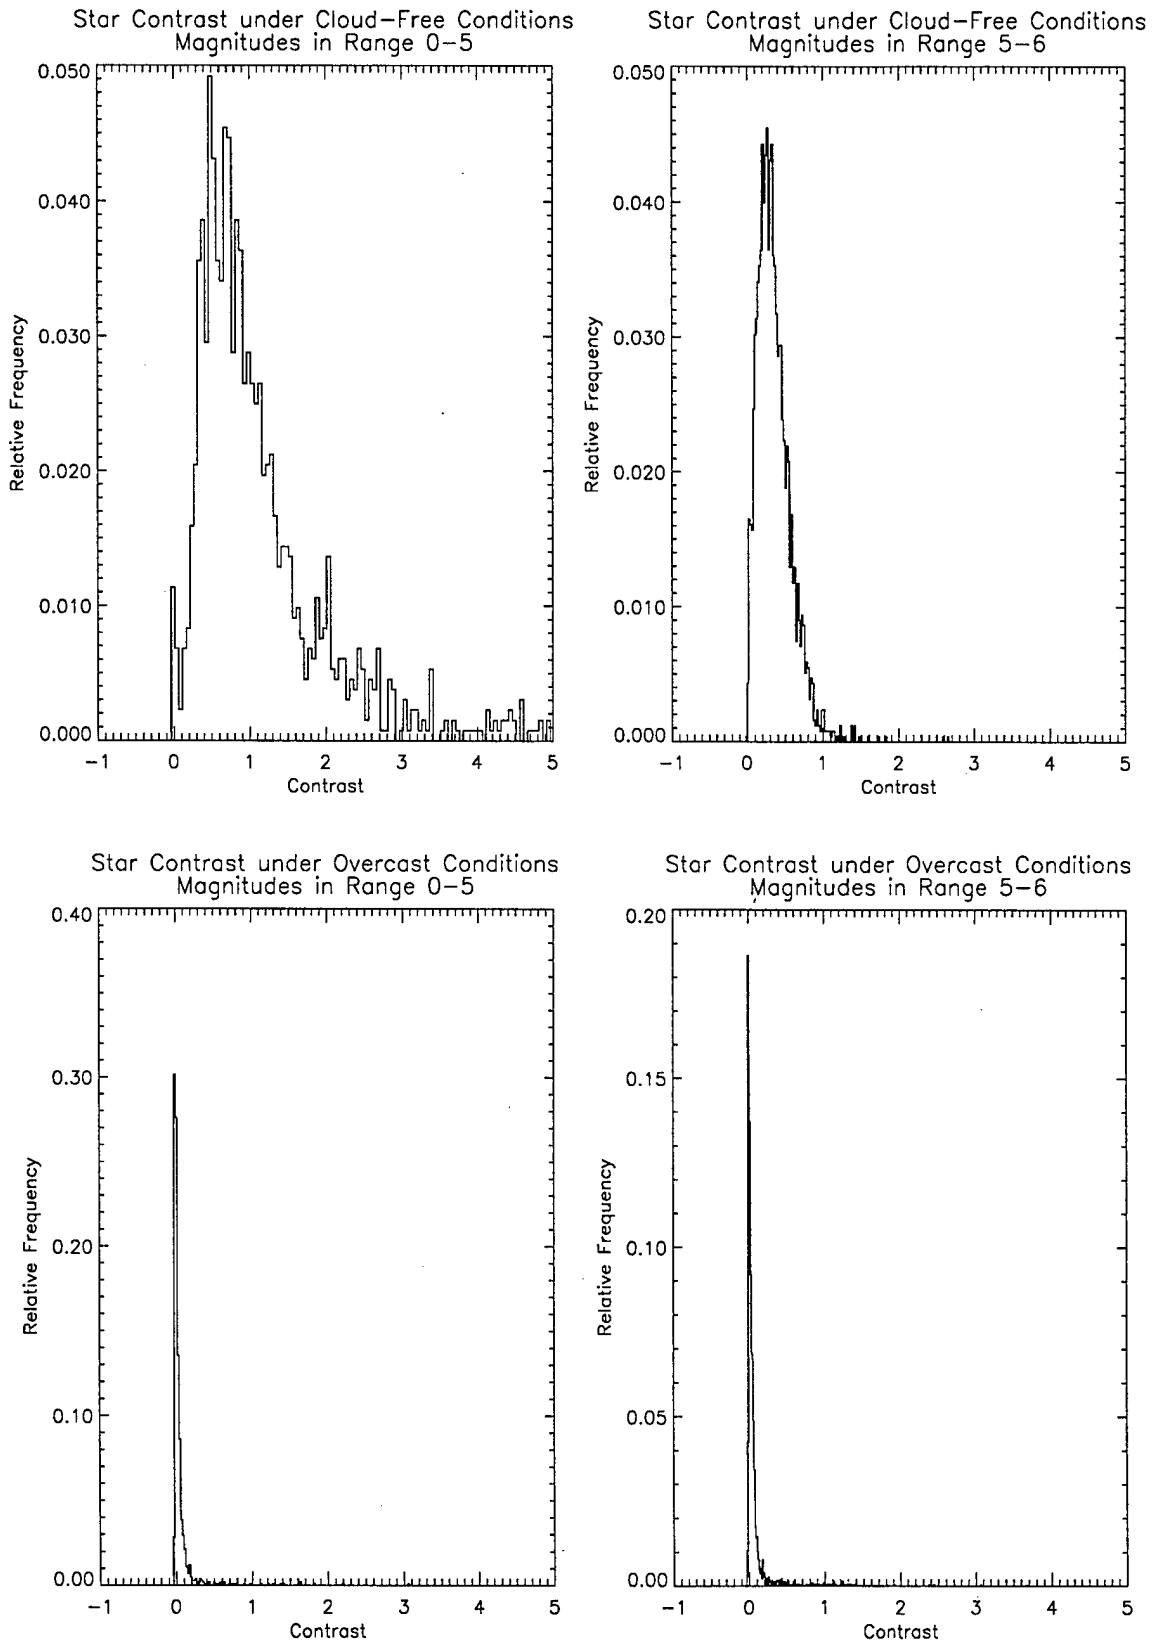 Star Contrast under Cloud-Free Conditions
Magnitudes in Range 0-5
0.050
0.040
0.030
0.020
0.010
0.000
Relative Frequency
-1 0 1 2 3 4 5
Contrast
Star Contrast under Cloud-Free Conditions
Magnitudes in Range 5-6
0.050
0.040
0.030
0.020
0.010
0.000
Relative Frequency
-1 0 1 2 3 4 5
Contrast
Star Contrast under Overcast Conditions
Magnitudes in Range 0-5
0.40
0.30
0.20
0.10
0.00
Relative Frequency
-1 0 1 2 3 4 5
Contrast
Star Contrast under Overcast Conditions
Magnitudes in Range 5-6
0.20
0.15
0.10
0.05
0.00
Relative Frequency
-1 0 1 2 3 4 5
Contrast